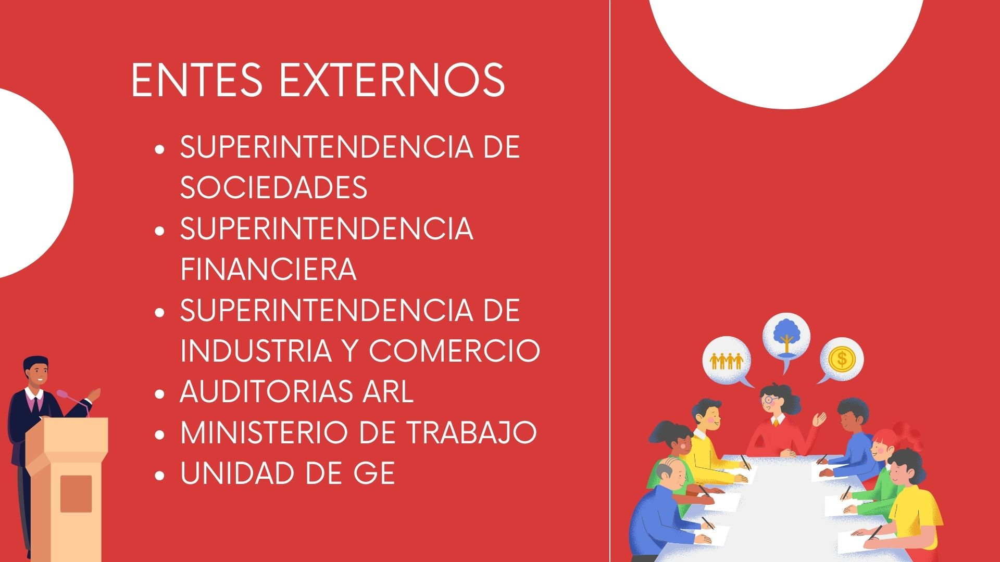 ENTES EXTERNOS
• SUPERINTENDENCIA DE
SOCIEDADES
• SUPERINTENDENCIA
FINANCIERA
• SUPERINTENDENCIA DE
INDUSTRIA Y COMERCIO
• AUDITORIAS ARL
• MINISTERIO DE TRABAJO
• UNIDAD DE GE
$